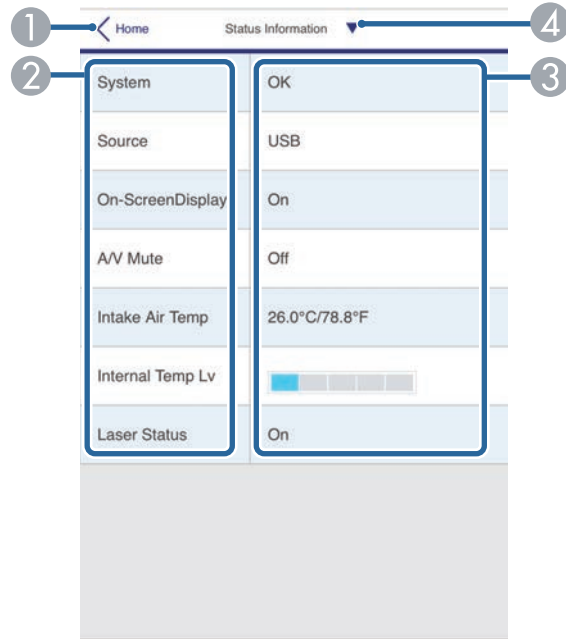 1 Home Status Information 4
2 System OK 3
Source USB
On-ScreenDisplay On
A/V Mute Off
Intake Air Temp 26.0°C/78.8°F
Internal Temp Lv
Laser Status On